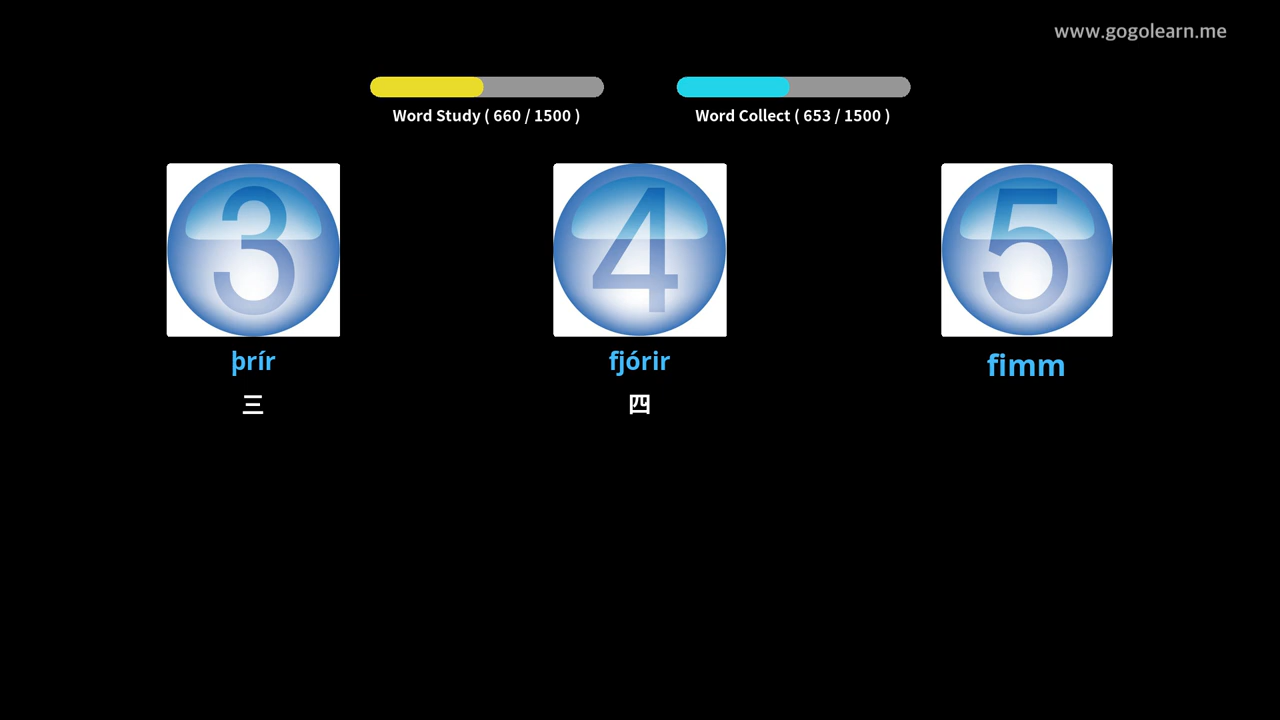 www.gogolearn.me
Word Study ( 660 / 1500 )
Word Collect ( 653 / 1500 )
3
4
5
þrír
fjórir
fimm
三
四